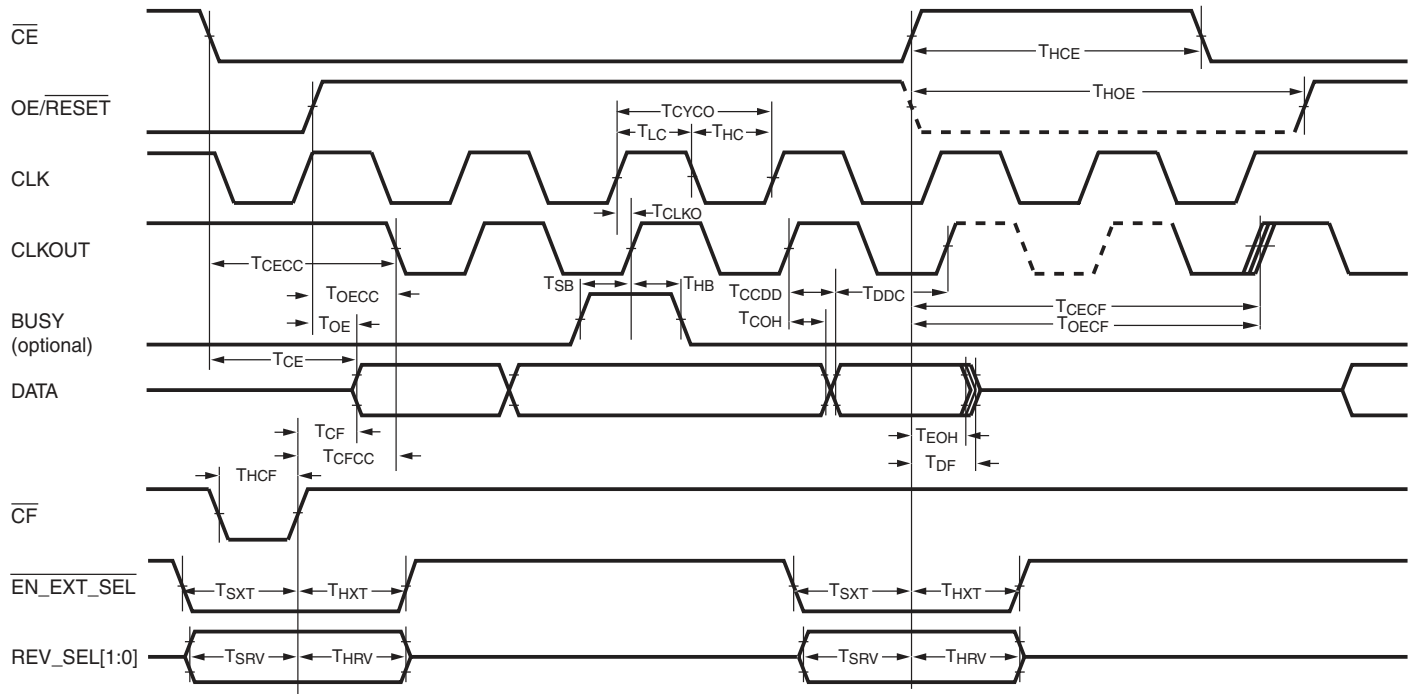 CE
THCE
OE/RESET
THOE
TCYCO
TLC
THC
CLK
TCLKO
CLKOUT
TCECC
TSB
THB
TCCDD
TDDC
TOECC
TCECF
TCOH
TOECF
BUSY
(optional)
TOE
TCE
DATA
TCF
TEOH
TCFCC
TDF
THCF
CF
EN_EXT_SEL
TSXT
THXT
TSXT
THXT
REV_SEL[1:0]
TSRV
THRV
TSRV
THRV